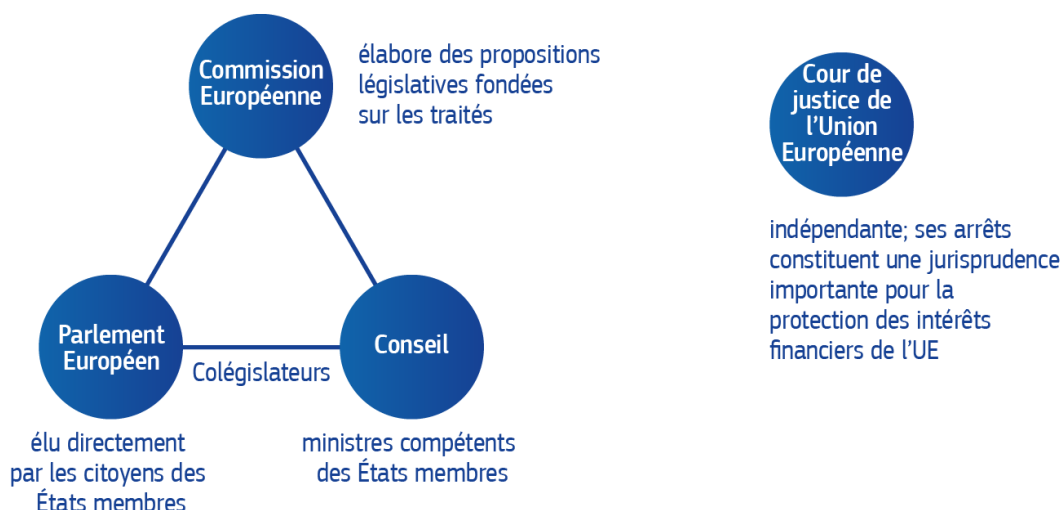 Commission
Européenne
élabore des propositions
législatives fondées
sur les traités
Parlement
Européen
Colégislateurs
Conseil
élu directement
par les citoyens des
États membres
ministres compétents
des États membres
Cour de
justice de
l'Union
Européenne
indépendante; ses arrêts
constituent une jurisprudence
importante pour la
protection des intérêts
financiers de l'UE